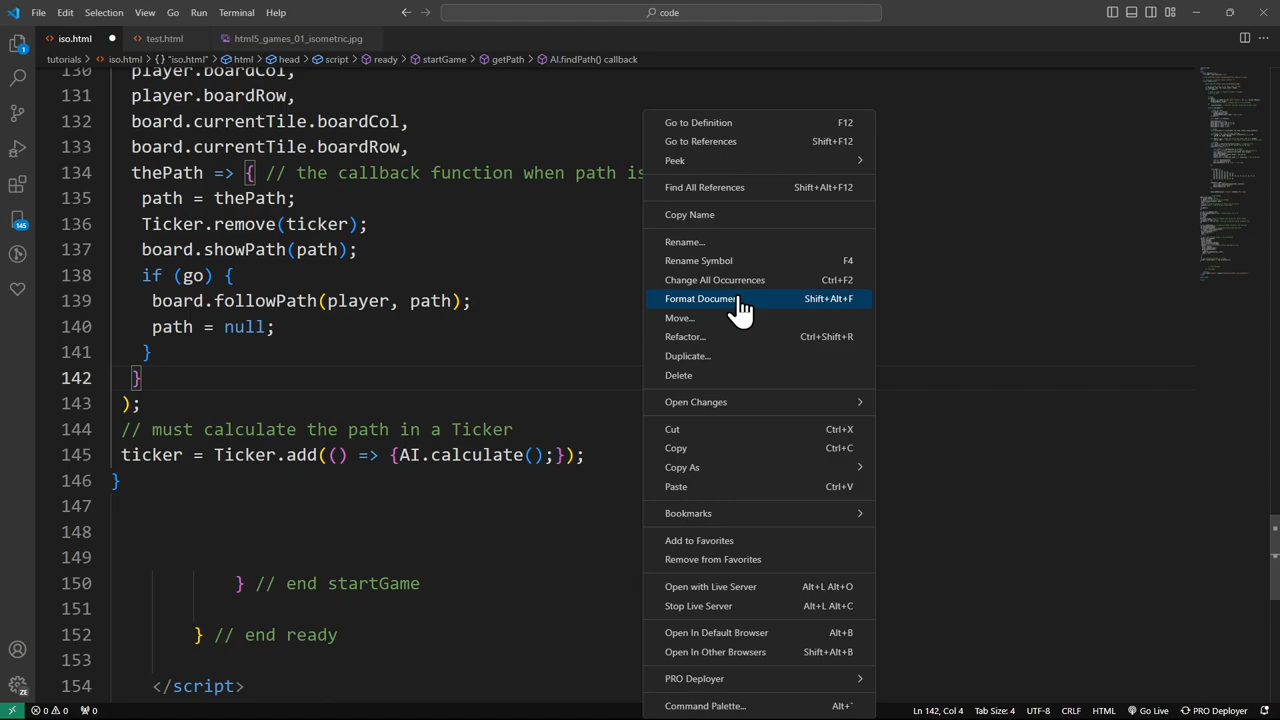 File Edit Selection View Go Run Terminal Help
code
iso.html
test.html
html5_games_01_isometric.jpg
tutorials > iso.html > {} "iso.html" > html > head > script > ready > startGame > getPath > AI.findPath() callback
130 player.boardCol,
131 player.boardRow,
132 board.currentTile.boardCol,
133 board.currentTile.boardRow,
134 thePath => { // the callback function when path is
135 path = thePath;
136 Ticker.remove(ticker);
137 board.showPath(path);
138 if (go) {
139 board.followPath(player, path);
140 path = null;
141 }
142 }
143 );
144 // must calculate the path in a Ticker
145 ticker = Ticker.add(() => {AI.calculate();});
146 }
147
148
149
150 } // end startGame
151
152 } // end ready
153
154 </script>
Go to Definition F12
Go to References Shift+F12
Peek
Find All References Shift+Alt+F12
Copy Name
Rename...
Rename Symbol F4
Change All Occurrences Ctrl+F2
Format Documen Shift+Alt+F
Move...
Refactor... Ctrl+Shift+R
Duplicate...
Delete
Open Changes
Cut Ctrl+X
Copy Ctrl+C
Copy As
Paste Ctrl+V
Bookmarks
Add to Favorites
Remove from Favorites
Open with Live Server Alt+L Alt+O
Stop Live Server Alt+L Alt+C
Open In Default Browser Alt+B
Open In Other Browsers Shift+Alt+B
PRO Deployer
Command Palette... Alt+`
1
145
ZE
0 0 0
Ln 142, Col 4 Tab Size: 4 UTF-8 CRLF HTML Go Live PRO Deployer